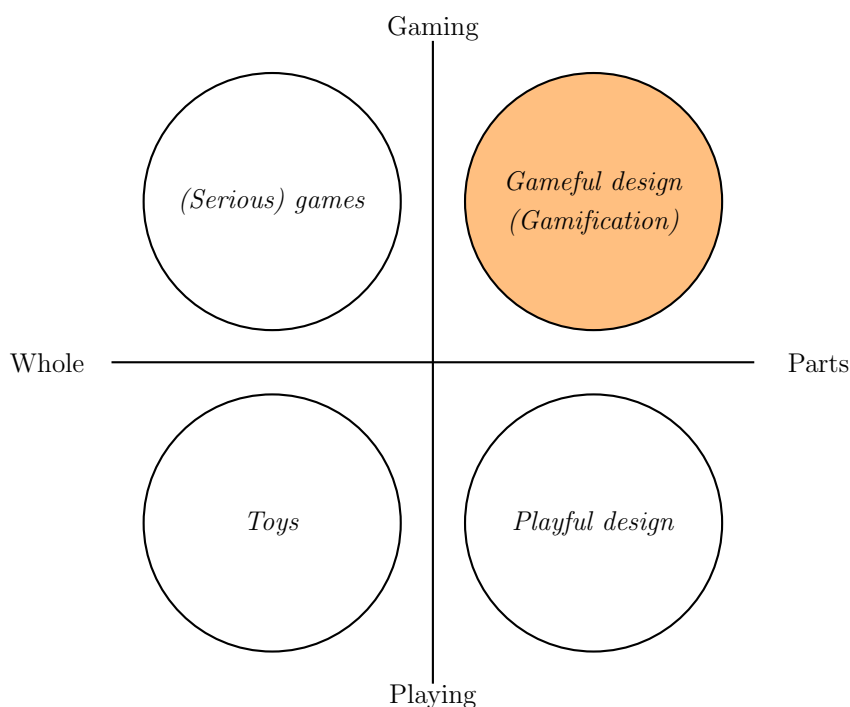 Gaming
(Serious) games
Gameful design
(Gamification)
Whole
Parts
Toys
Playful design
Playing